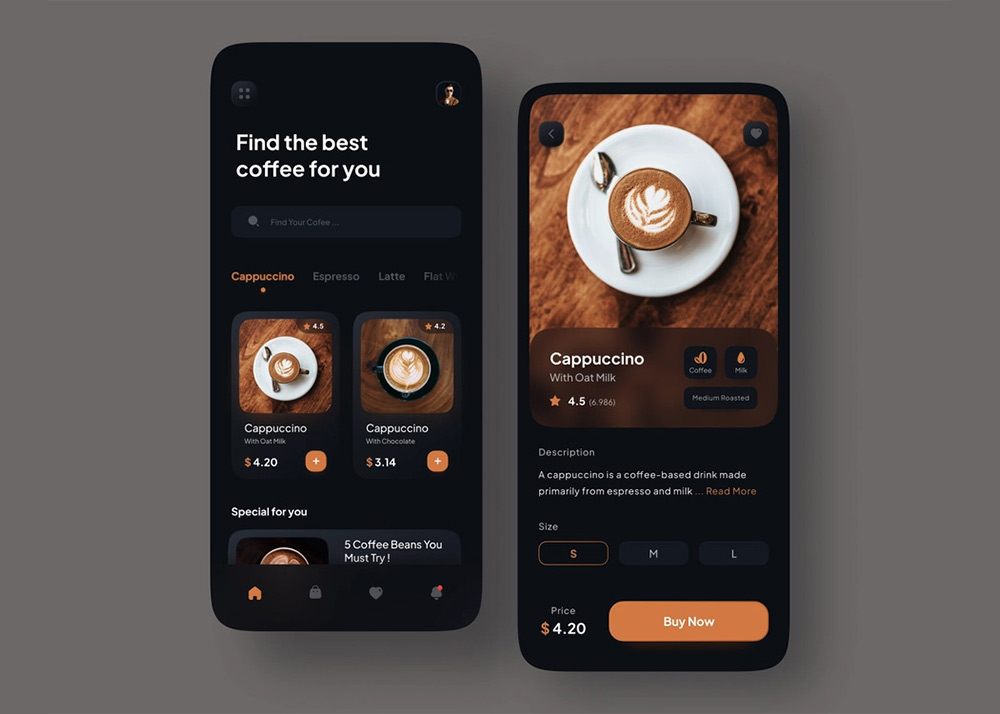 Find the best
coffee for you
Find Your Cofee ...
Cappuccino Espresso Latte Flat W
4.5
4.2
Cappuccino
With Oat Milk
$ 4.20
+
Cappuccino
With Chocolate
$ 3.14
+
Special for you
5 Coffee Beans You
Must Try !
Cappuccino
With Oat Milk
4.5 (6.986)
Coffee
Milk
Medium Roasted
Description
A cappuccino is a coffee-based drink made
primarily from espresso and milk ... Read More
Size
S M L
Price
$ 4.20
Buy Now